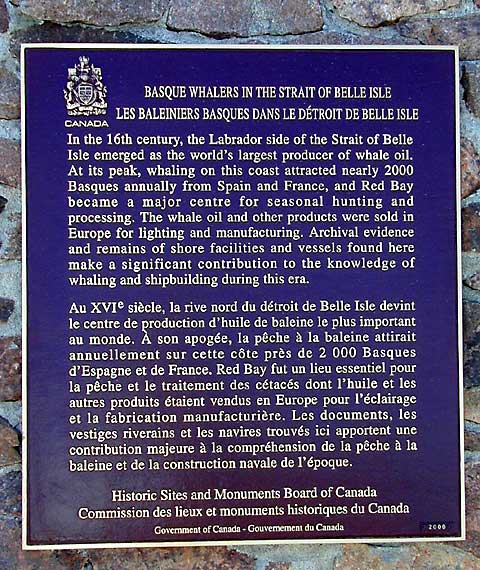 CANADA
BASQUE WHALERS IN THE STRAIT OF BELLE ISLE
LES BALEINIERS BASQUES DANS LE DÉTROIT DE BELLE ISLE
In the 16th century, the Labrador side of the Strait of Belle
Isle emerged as the world's largest producer of whale oil.
At its peak, whaling on this coast attracted nearly 2000
Basques annually from Spain and France, and Red Bay
became a major centre for seasonal hunting and
processing. The whale oil and other products were sold in
Europe for lighting and manufacturing. Archival evidence
and remains of shore facilities and vessels found here
make a significant contribution to the knowledge of
whaling and shipbuilding during this era.
Au XVIe siècle, la rive nord du détroit de Belle Isle devint
le centre de production d'huile de baleine le plus important
au monde. À son apogée, la pêche à la baleine attirait
annuellement sur cette côte près de 2 000 Basques
d'Espagne et de France. Red Bay fut un lieu essentiel pour
la pêche et le traitement des cétacés dont l'huile et les
autres produits étaient vendus en Europe pour l'éclairage
et la fabrication manufacturière. Les documents, les
vestiges riverains et les navires trouvés ici apportent une
contribution majeure à la compréhension de la pêche à la
baleine et de la construction navale de l'époque.
Historic Sites and Monuments Board of Canada
Commission des lieux et monuments historiques du Canada
Government of Canada - Gouvernement du Canada
2000